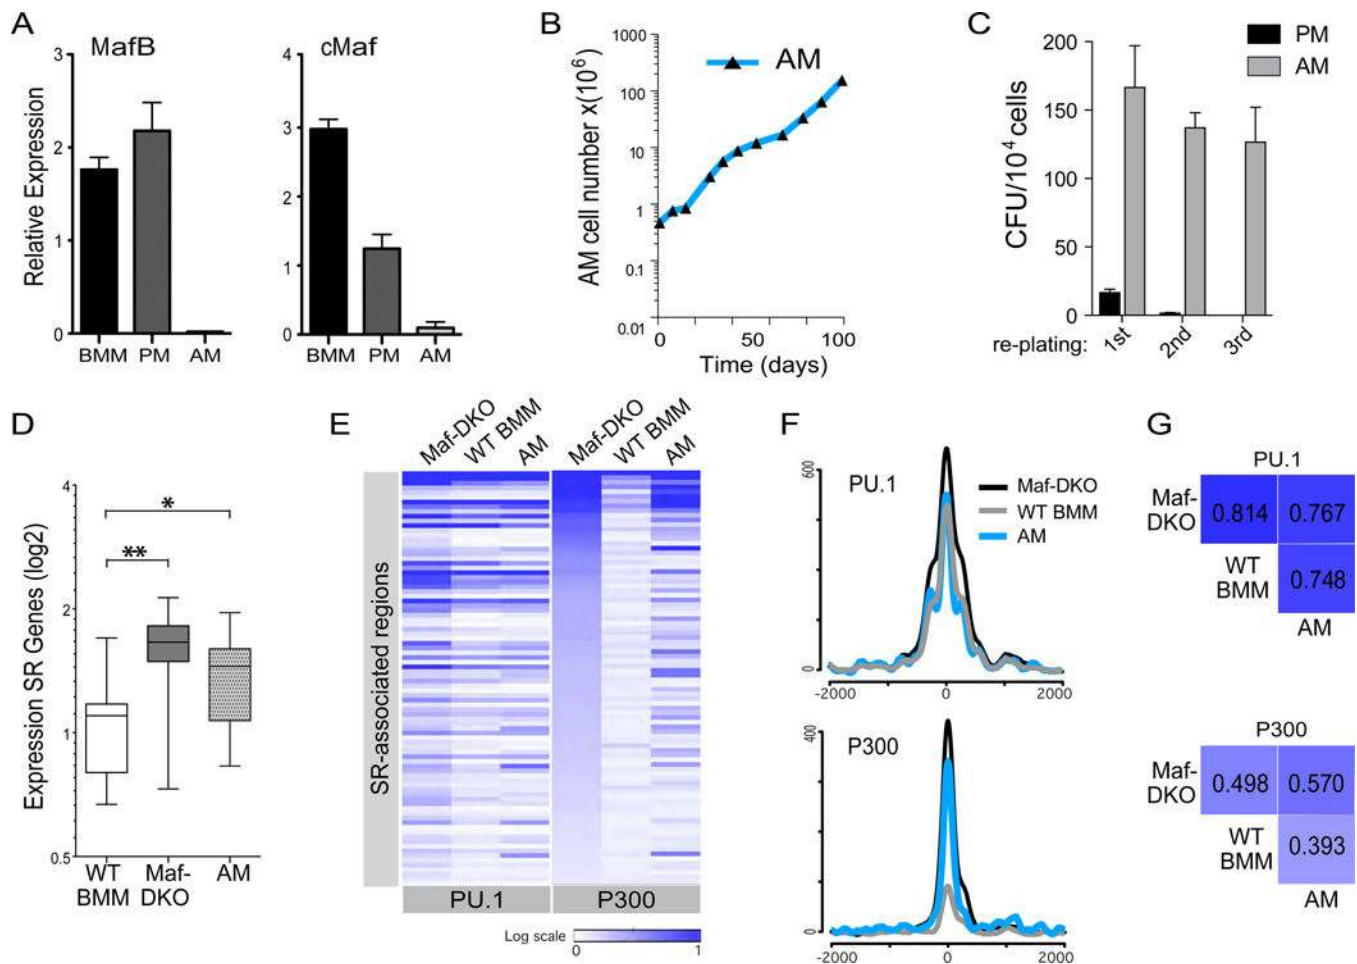 A
MafB
Relative Expression
3
2
1
0
BMM PM AM
cMaf
4
3
2
1
0
BMM PM AM
B
AM
AM cell number x(10⁶)
1000
100
10
1
0.1
0.01
0 50 100
Time (days)
C
PM
AM
CFU/10⁴ cells
200
150
100
50
0
re-plating: 1st 2nd 3rd
D
Expression SR Genes (log2)
4
2
1
0.5
*
**
WT BMM
Maf-DKO
AM
E
Maf-DKO WT BMM AM
Maf-DKO WT BMM AM
SR-associated regions
PU.1 P300
Log scale
0 1
F
PU.1
Maf-DKO
WT BMM
AM
600
0
-2000 0 2000
P300
400
0
-2000 0 2000
G
PU.1
Maf-DKO
0.814 0.767
WT BMM
0.748
AM
P300
Maf-DKO
0.498 0.570
WT BMM
0.393
AM